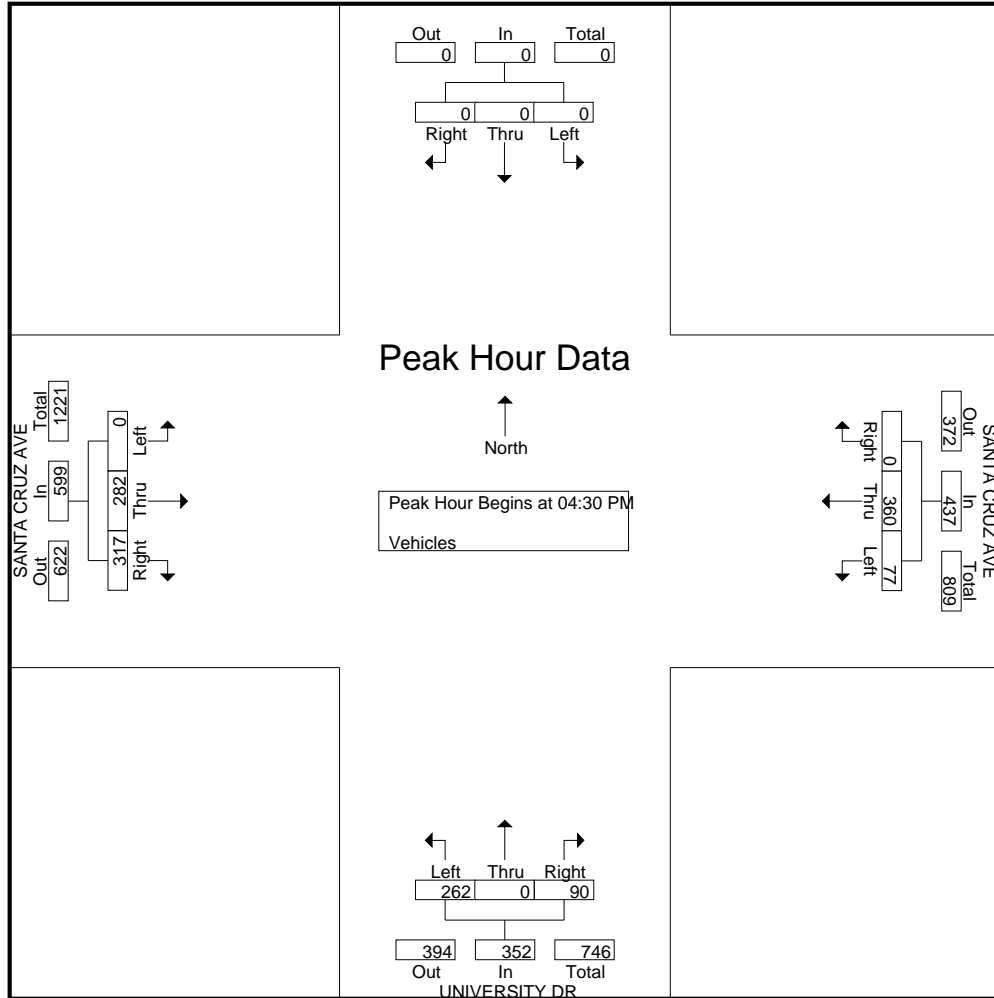 Out In Total
0 0 0
0 0 0
Right Thru Left
Peak Hour Data
North
Peak Hour Begins at 04:30 PM
Vehicles
SANTA CRUZ AVE
Out In Total
622 599 1221
0 282 317
Left Thru Right
Right Thru Left
0 360 77
Out In Total
372 437 809
SANTA CRUZ AVE
Left Thru Right
262 0 90
394 352 746
Out In Total
UNIVERSITY DR